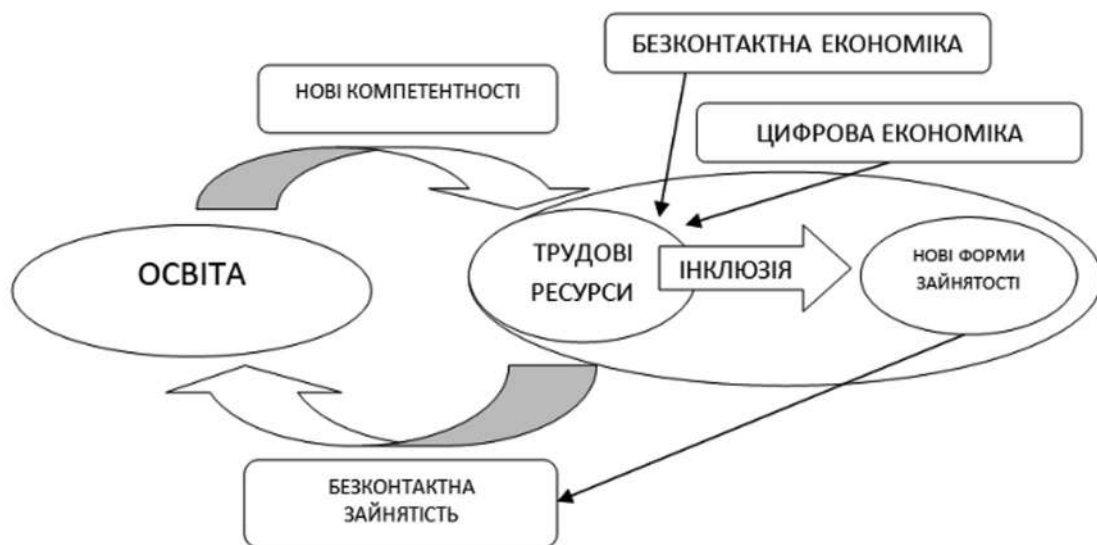 БЕЗКОНТАКТНА ЕКОНОМІКА
НОВІ КОМПЕТЕНТНОСТІ
ЦИФРОВА ЕКОНОМІКА
ОСВІТА
ТРУДОВІ
РЕСУРСИ
ІНКЛЮЗІЯ
НОВІ ФОРМИ
ЗАЙНЯТОСТІ
БЕЗКОНТАКТНА
ЗАЙНЯТІСТЬ